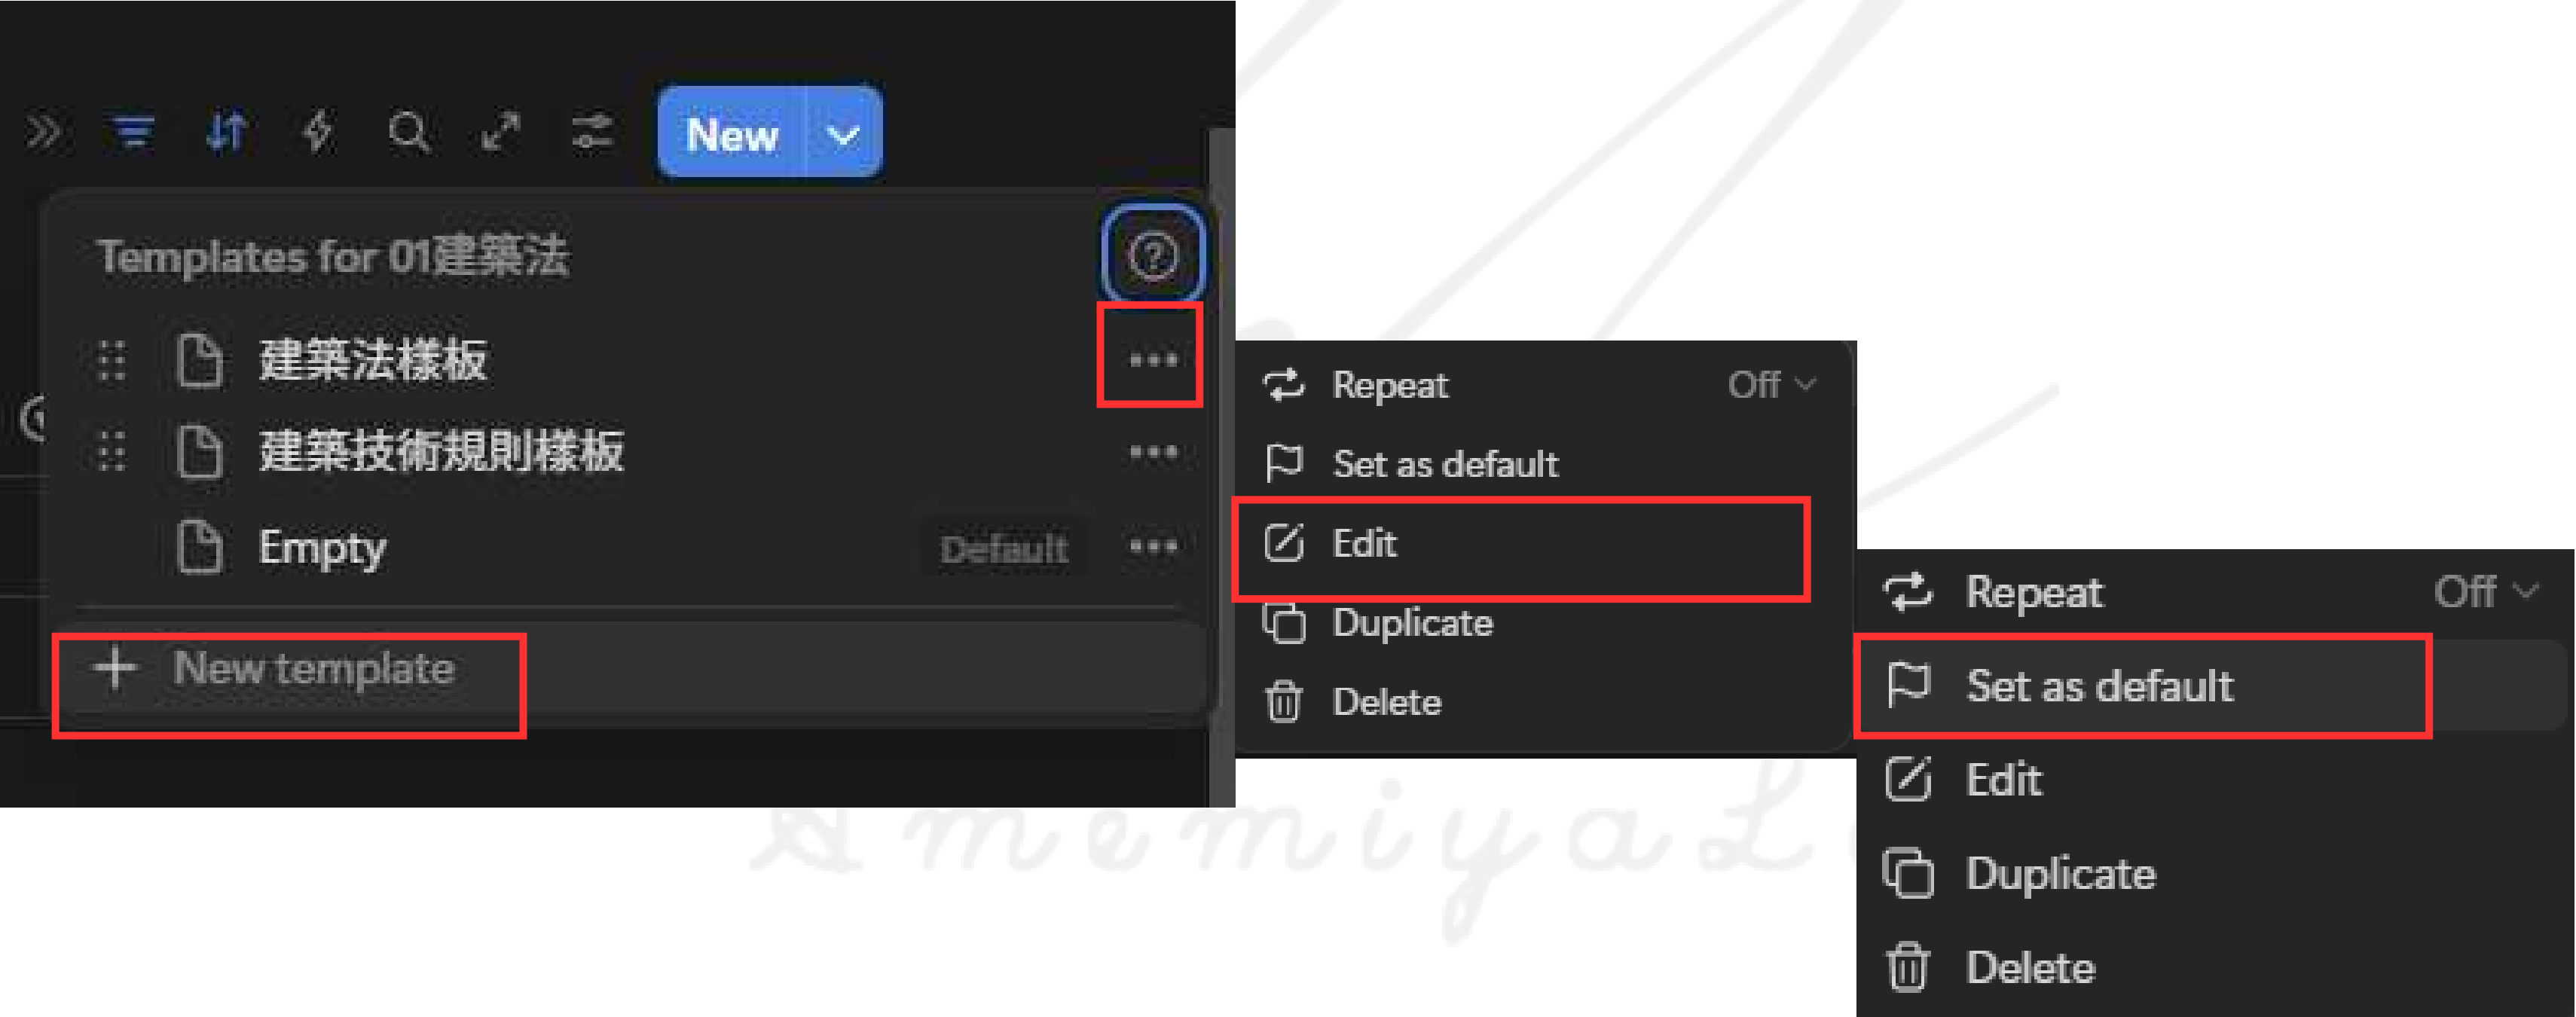 New
Templates for 01建築法
建築法樣板
建築技術規則樣板
Empty
Default
New template
Repeat
Off
Set as default
Edit
Duplicate
Delete
Repeat
Off
Set as default
Edit
Duplicate
Delete
AmemiyaL